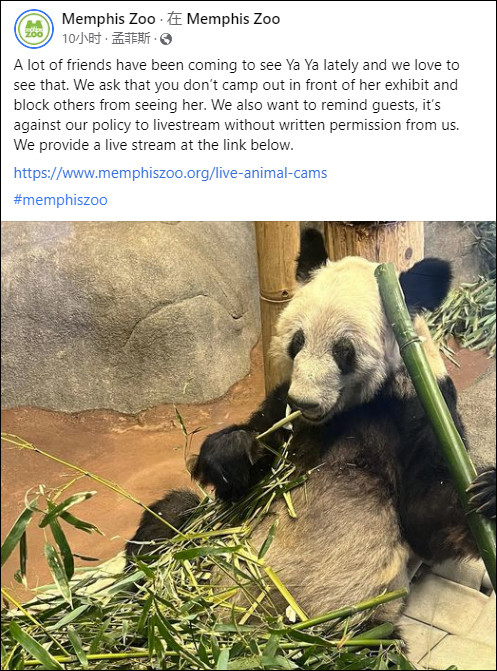 Memphis Zoo · 在 Memphis Zoo
10小时 · 孟菲斯 ·
A lot of friends have been coming to see Ya Ya lately and we love to
see that. We ask that you don’t camp out in front of her exhibit and
block others from seeing her. We also want to remind guests, it’s
against our policy to livestream without written permission from us.
We provide a live stream at the link below.
https://www.memphiszoo.org/live-animal-cams
#memphiszoo